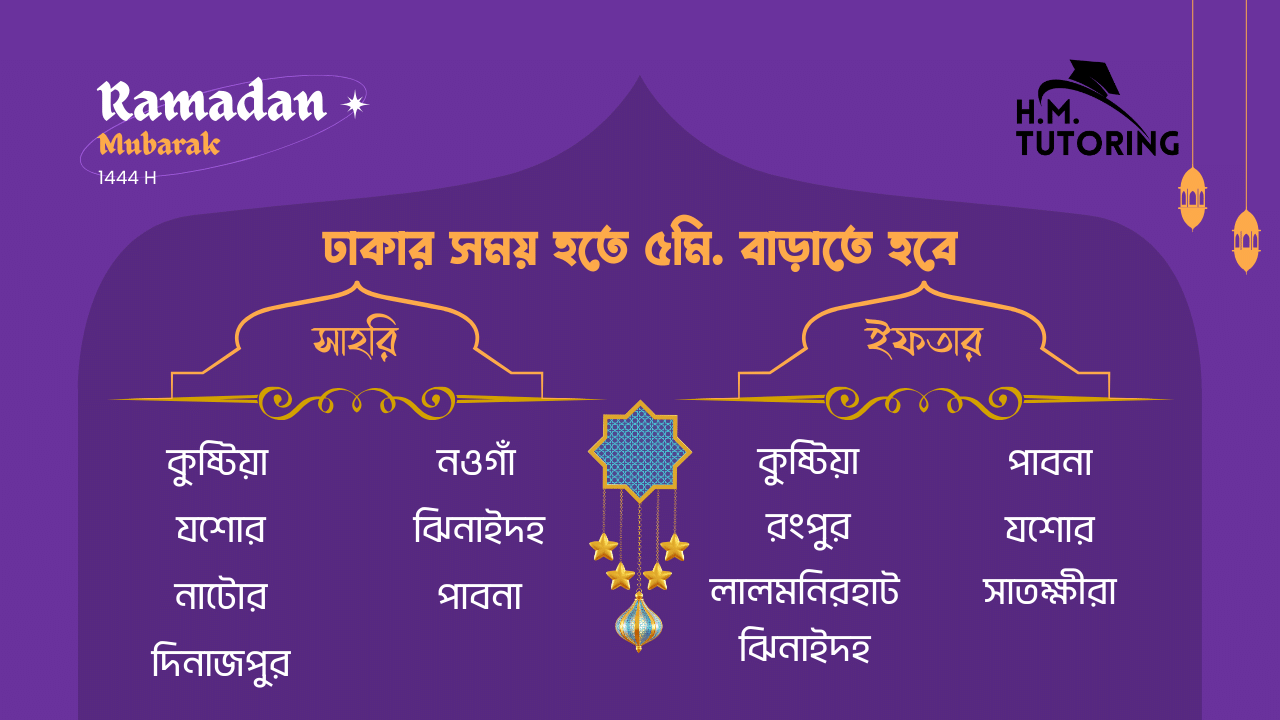 Ramadan
Mubarak
1444 H
H.M.
TUTORING
ঢাকার সময় হতে ৫মি. বাড়াতে হবে
সাহরি
কুষ্টিয়া
নওগাঁ
যশোর
ঝিনাইদহ
নাটোর
পাবনা
দিনাজপুর
ইফতার
কুষ্টিয়া
পাবনা
রংপুর
যশোর
লালমনিরহাট
সাতক্ষীরা
ঝিনাইদহ